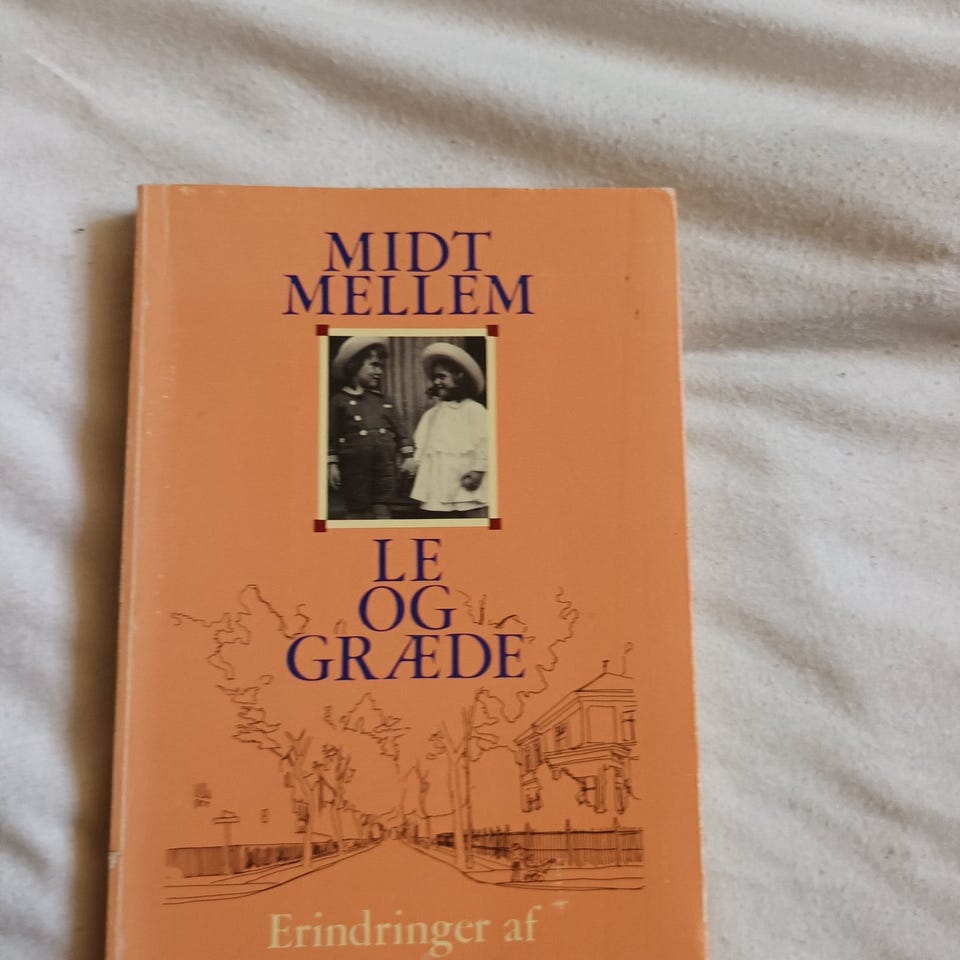 MIDT
MELLEM
LE
OG
GRÆDE
Erindringer af